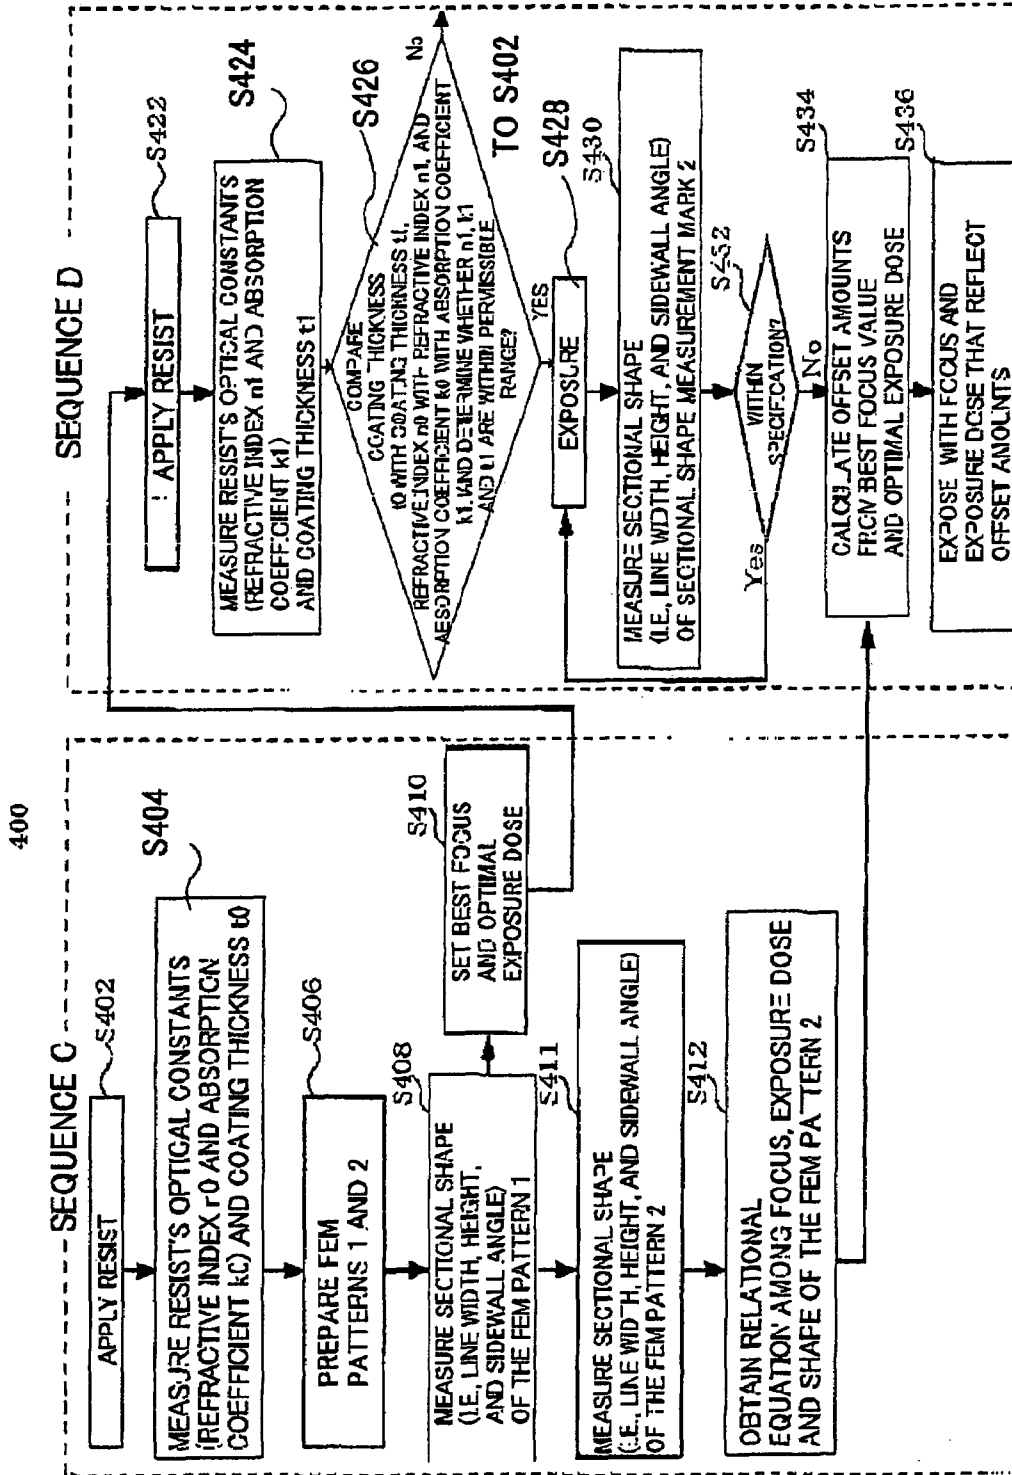 400
SEQUENCE C
APPLY RESIST
S402
MEASURE RESIST'S OPTICAL CONSTANTS
(REFRACTIVE INDEX r0 AND ABSORPTION
COEFFICIENT kC) AND COATING THICKNESS t0
S404
PREPARE FEM
PATTERNS 1 AND 2
S406
MEASURE SECTIONAL SHAPE
(I.E., LINE WIDTH, HEIGHT,
AND SIDEWALL ANGLE)
OF THE FEM PATTERN 1
S408
SET BEST FOCUS
AND OPTIMAL
EXPOSURE DOSE
S410
MEASURE SECTIONAL SHAPE
(I.E., LINE WIDTH, HEIGHT, AND SIDEWALL ANGLE)
OF THE FEM PATTERN 2
S411
OBTAIN RELATIONAL
EQUATION AMONG FOCUS, EXPOSURE DOSE
AND SHAPE OF THE FEM PATTERN 2
S412
SEQUENCE D
APPLY RESIST
S422
MEASURE RESIST'S OPTICAL CONSTANTS
(REFRACTIVE INDEX n1 AND ABSORPTION
COEFFICIENT k1)
AND COATING THICKNESS t1
S424
COMPARE
COATING THICKNESS
t0 WITH COATING THICKNESS t1,
REFRACTIVE INDEX n0 WITH REFRACTIVE INDEX n1, AND
ABSORPTION COEFFICIENT k0 WITH ABSORPTION COEFFICIENT
k1, AND DETERMINE WHETHER n1, k1
AND t1 ARE WITHIN PERMISSIBLE
RANGE?
S426
No
TO S402
YES
EXPOSURE
S428
MEASURE SECTIONAL SHAPE
(I.E., LINE WIDTH, HEIGHT, AND SIDEWALL ANGLE)
OF SECTIONAL SHAPE MEASUREMENT MARK 2
S430
WITHIN
SPECIFICATION?
S432
Yes
No
CALCULATE OFFSET AMOUNTS
FROM BEST FOCUS VALUE
AND OPTIMAL EXPOSURE DOSE
S434
EXPOSE WITH FOCUS AND
EXPOSURE DOSE THAT REFLECT
OFFSET AMOUNTS
S436